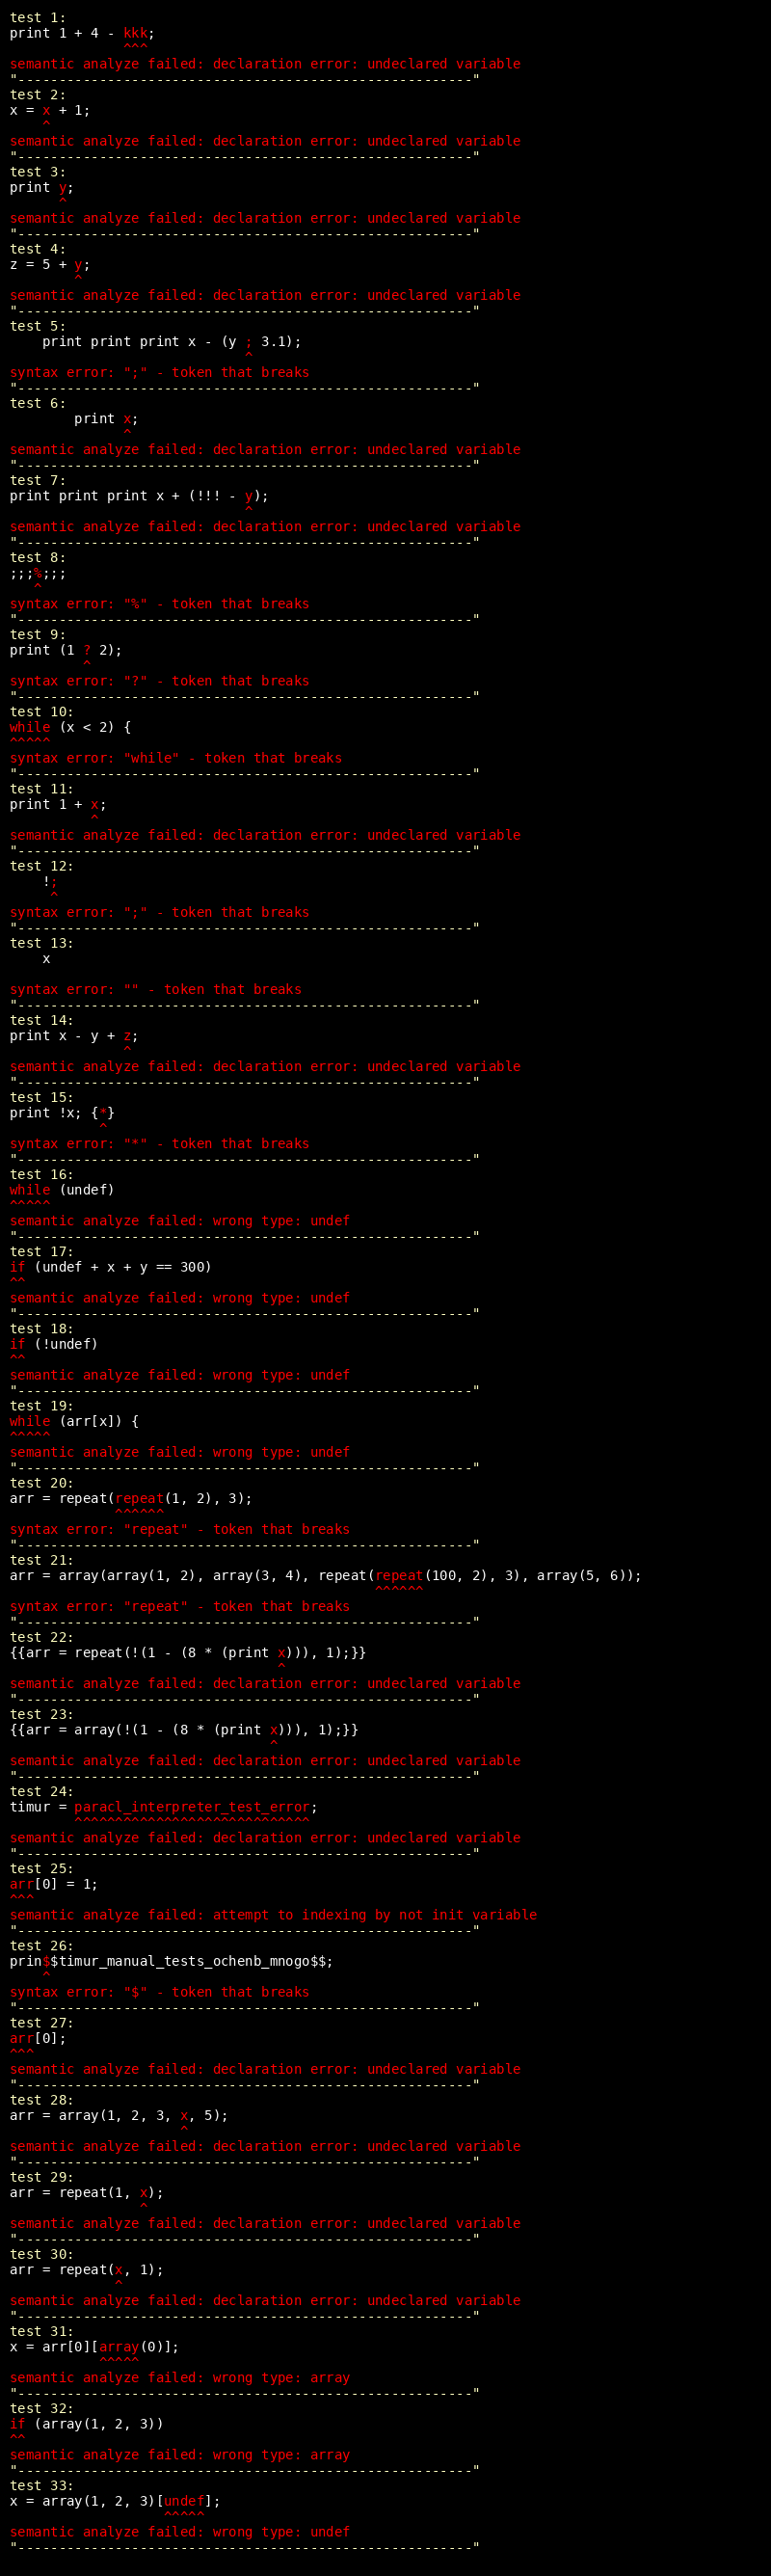 test 1:
print 1 + 4 - kkk;
              ^^^
semantic analyze failed: declaration error: undeclared variable
"--------------------------------------------------------"
test 2:
x = x + 1;
    ^
semantic analyze failed: declaration error: undeclared variable
"--------------------------------------------------------"
test 3:
print y;
      ^
semantic analyze failed: declaration error: undeclared variable
"--------------------------------------------------------"
test 4:
z = 5 + y;
        ^
semantic analyze failed: declaration error: undeclared variable
"--------------------------------------------------------"
test 5:
    print print print x - (y ; 3.1);
                             ^
syntax error: ";" - token that breaks
"--------------------------------------------------------"
test 6:
        print x;
              ^
semantic analyze failed: declaration error: undeclared variable
"--------------------------------------------------------"
test 7:
print print print x + (!!! - y);
                             ^
semantic analyze failed: declaration error: undeclared variable
"--------------------------------------------------------"
test 8:
;;;%;;;
   ^
syntax error: "%" - token that breaks
"--------------------------------------------------------"
test 9:
print (1 ? 2);
         ^
syntax error: "?" - token that breaks
"--------------------------------------------------------"
test 10:
while (x < 2) {
^^^^^
syntax error: "while" - token that breaks
"--------------------------------------------------------"
test 11:
print 1 + x;
          ^
semantic analyze failed: declaration error: undeclared variable
"--------------------------------------------------------"
test 12:
    !;
     ^
syntax error: ";" - token that breaks
"--------------------------------------------------------"
test 13:
    x
syntax error: "" - token that breaks
"--------------------------------------------------------"
test 14:
print x - y + z;
              ^
semantic analyze failed: declaration error: undeclared variable
"--------------------------------------------------------"
test 15:
print !x; {*}
           ^
syntax error: "*" - token that breaks
"--------------------------------------------------------"
test 16:
while (undef)
^^^^^
semantic analyze failed: wrong type: undef
"--------------------------------------------------------"
test 17:
if (undef + x + y == 300)
^^
semantic analyze failed: wrong type: undef
"--------------------------------------------------------"
test 18:
if (!undef)
^^
semantic analyze failed: wrong type: undef
"--------------------------------------------------------"
test 19:
while (arr[x]) {
^^^^^
semantic analyze failed: wrong type: undef
"--------------------------------------------------------"
test 20:
arr = repeat(repeat(1, 2), 3);
             ^^^^^^
syntax error: "repeat" - token that breaks
"--------------------------------------------------------"
test 21:
arr = array(array(1, 2), array(3, 4), repeat(repeat(100, 2), 3), array(5, 6));
                                             ^^^^^^
syntax error: "repeat" - token that breaks
"--------------------------------------------------------"
test 22:
{{arr = repeat(!(1 - (8 * (print x))), 1);}}
                                 ^
semantic analyze failed: declaration error: undeclared variable
"--------------------------------------------------------"
test 23:
{{arr = array(!(1 - (8 * (print x))), 1);}}
                                ^
semantic analyze failed: declaration error: undeclared variable
"--------------------------------------------------------"
test 24:
timur = paracl_interpreter_test_error;
        ^^^^^^^^^^^^^^^^^^^^^^^^^^^^^
semantic analyze failed: declaration error: undeclared variable
"--------------------------------------------------------"
test 25:
arr[0] = 1;
^^^
semantic analyze failed: attempt to indexing by not init variable
"--------------------------------------------------------"
test 26:
prin$$timur_manual_tests_ochenb_mnogo$$;
    ^
syntax error: "$" - token that breaks
"--------------------------------------------------------"
test 27:
arr[0];
^^^
semantic analyze failed: declaration error: undeclared variable
"--------------------------------------------------------"
test 28:
arr = array(1, 2, 3, x, 5);
                     ^
semantic analyze failed: declaration error: undeclared variable
"--------------------------------------------------------"
test 29:
arr = repeat(1, x);
                ^
semantic analyze failed: declaration error: undeclared variable
"--------------------------------------------------------"
test 30:
arr = repeat(x, 1);
             ^
semantic analyze failed: declaration error: undeclared variable
"--------------------------------------------------------"
test 31:
x = arr[0][array(0)];
           ^^^^^
semantic analyze failed: wrong type: array
"--------------------------------------------------------"
test 32:
if (array(1, 2, 3))
^^
semantic analyze failed: wrong type: array
"--------------------------------------------------------"
test 33:
x = array(1, 2, 3)[undef];
                   ^^^^^
semantic analyze failed: wrong type: undef
"--------------------------------------------------------"